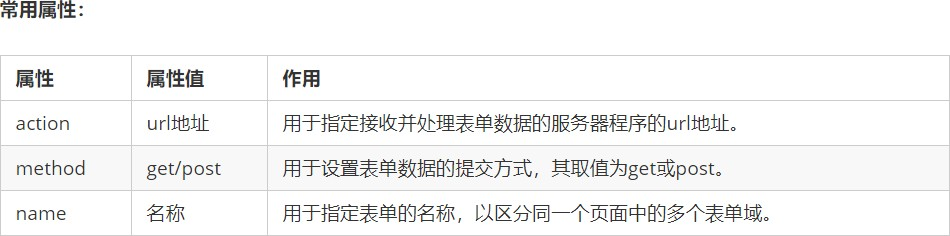 常用属性：
属性 属性值 作用
action url地址 用于指定接收并处理表单数据的服务器程序的url地址。
method get/post 用于设置表单数据的提交方式，其取值为get或post。
name 名称 用于指定表单的名称，以区分同一个页面中的多个表单域。